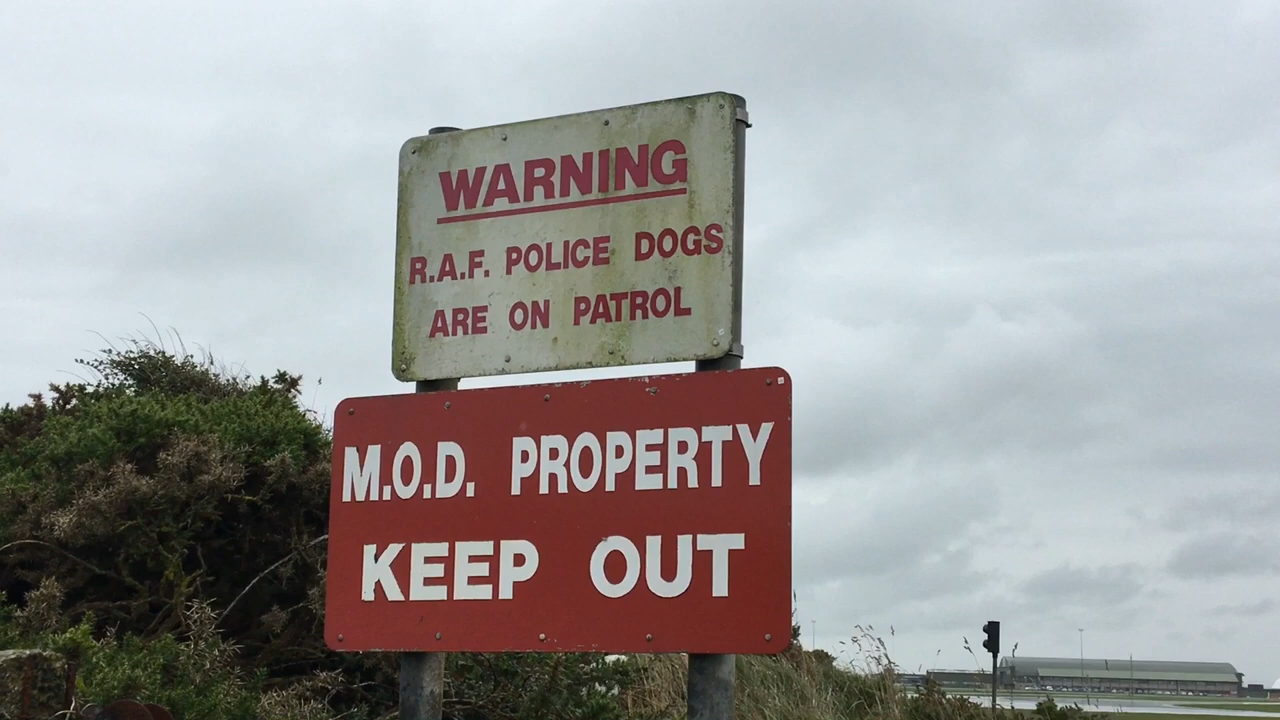 WARNING
R.A.F. POLICE DOGS
ARE ON PATROL
M.O.D. PROPERTY
KEEP OUT